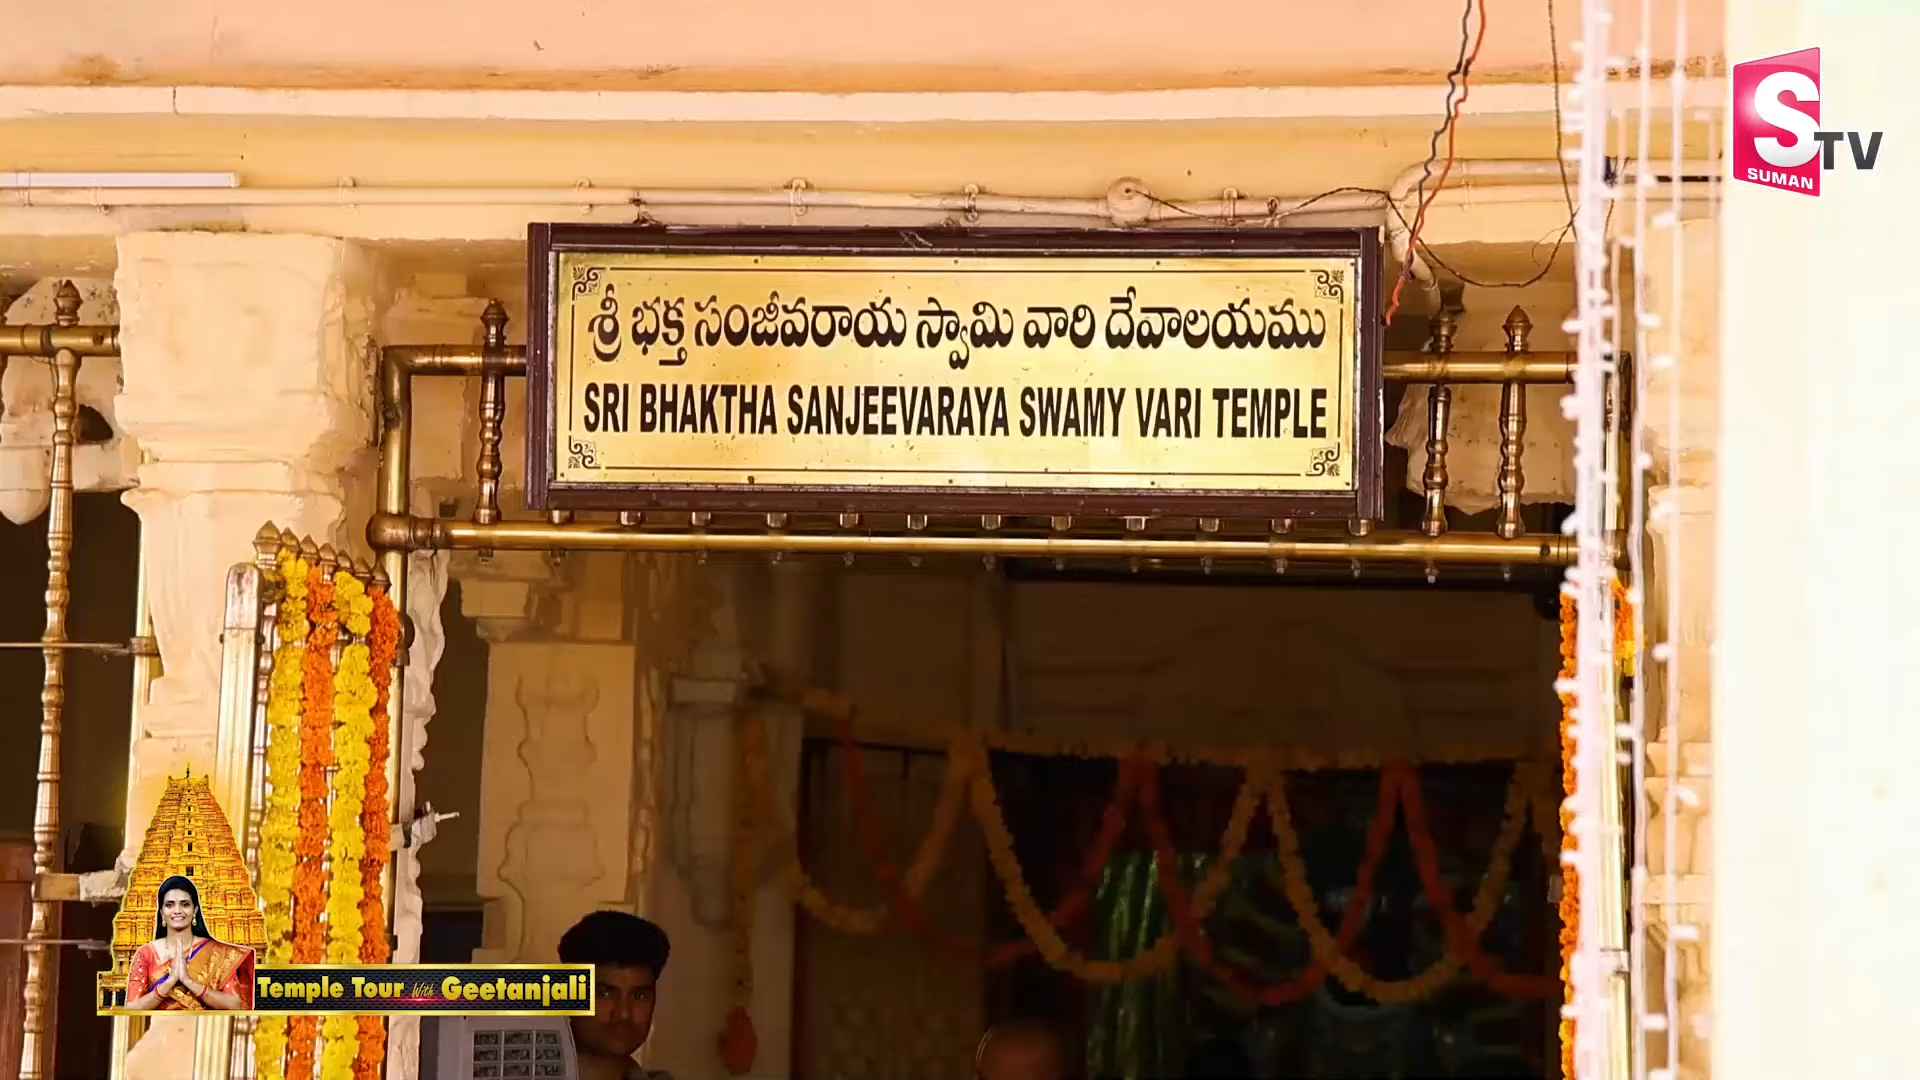 S
TV
SUMAN
శ్రీ భక్త సంజీవరాయ స్వామి వారి దేవాలయము
SRI BHAKTHA SANJEEVARAYA SWAMY VARI TEMPLE
Temple Tour With Geetanjali